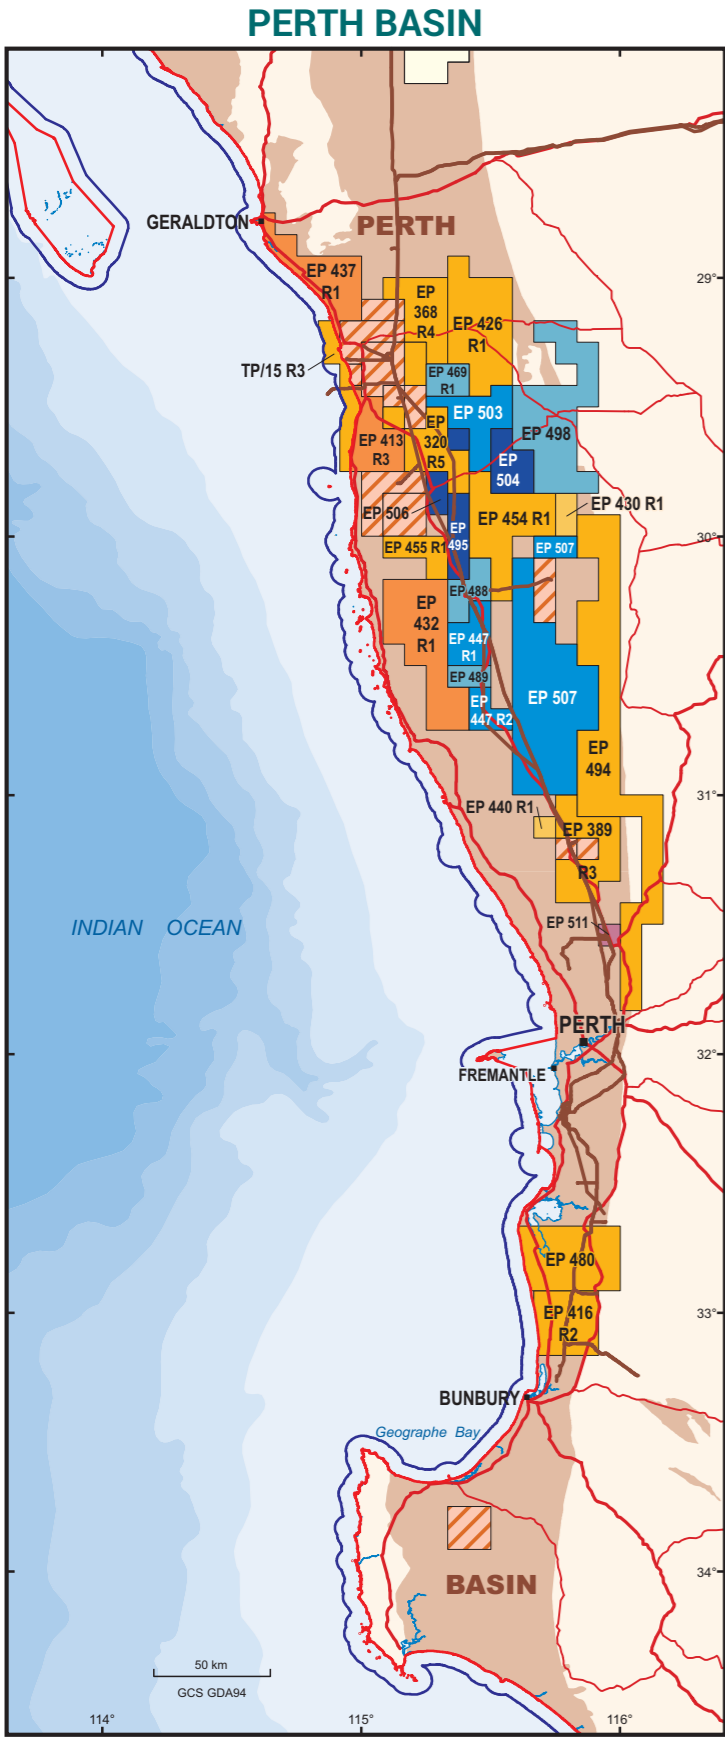 PERTH BASIN
GERALDTON
PERTH
EP 437
R1
29°
EP
368
R4
EP 426
R1
TP/15 R3
EP 469
R1
EP 503
EP
320
R5
EP 498
EP 413
R3
EP
504
EP 506
EP 454 R1
EP 430 R1
EP
495
30°
EP 455 R1
EP 507
EP 488
EP
432
R1
EP 447
R1
EP 489
EP
447 R2
EP 507
EP
494
31°
EP 440 R1
EP 389
R3
EP 511
INDIAN OCEAN
PERTH
32°
FREMANTLE
EP 480
EP 416
R2
33°
BUNBURY
Geographe Bay
34°
BASIN
50 km
GCS GDA94
114°
115°
116°